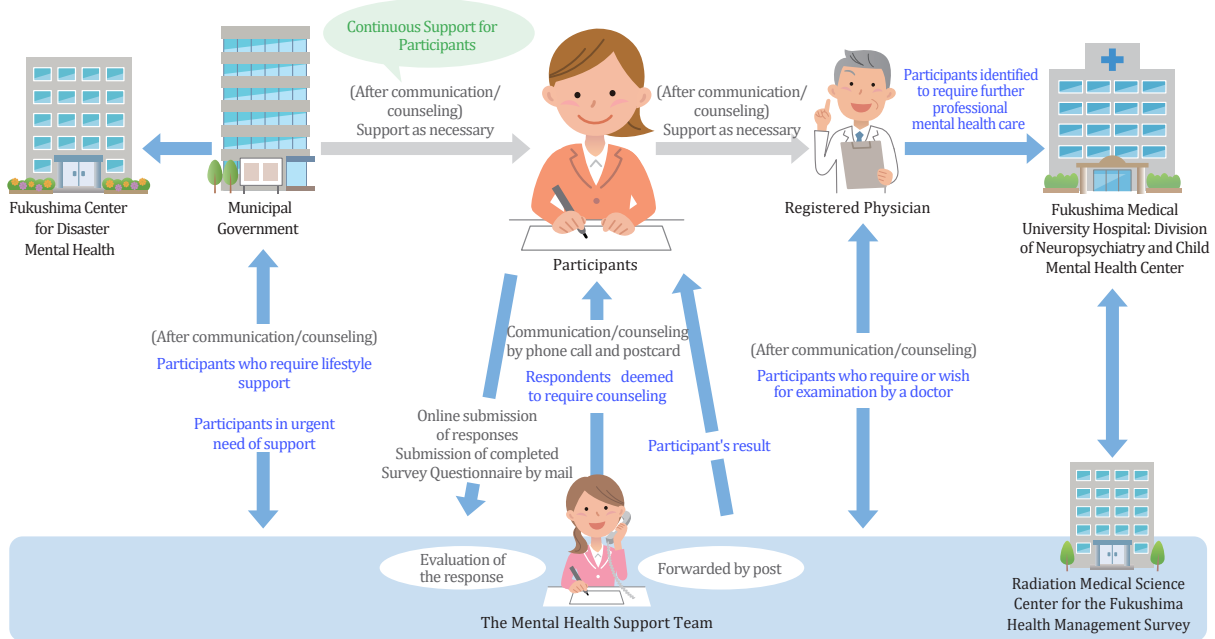 Continuous Support for
Participants
(After communication/
counseling)
Support as necessary
(After communication/
counseling)
Support as necessary
Participants identified
to require further
professional
mental health care
Fukushima Center
for Disaster
Mental Health
Municipal
Government
Participants
Registered Physician
Fukushima Medical
University Hospital: Division
of Neuropsychiatry and Child
Mental Health Center
(After communication/counseling)
Participants who require lifestyle
support
Participants in urgent
need of support
Communication/counseling
by phone call and postcard
Respondents deemed
to require counseling
Online submission
of responses
Submission of completed
Survey Questionnaire by mail
Participant's result
(After communication/counseling)
Participants who require or wish
for examination by a doctor
Evaluation of
the response
Forwarded by post
The Mental Health Support Team
Radiation Medical Science
Center for the Fukushima
Health Management Survey